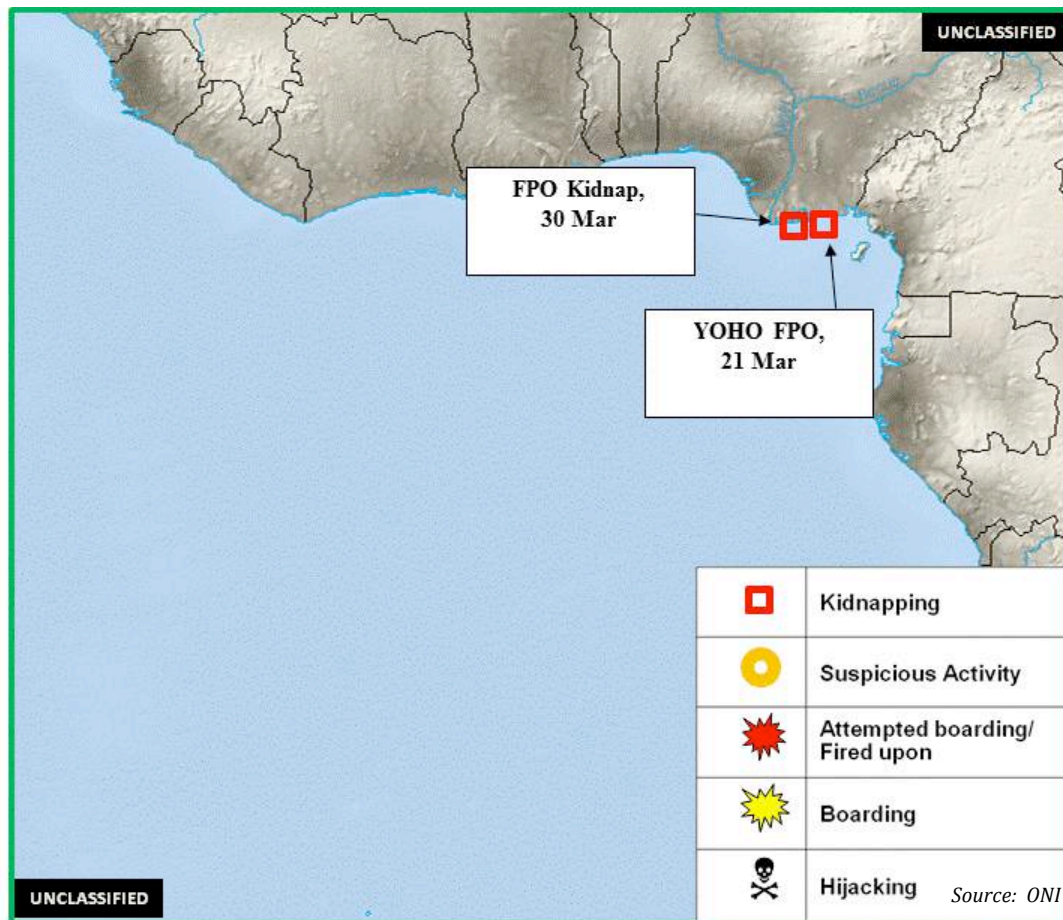 UNCLASSIFIED
FPO Kidnap,
30 Mar
YOHO FPO,
21 Mar
Kidnapping
Suspicious Activity
Attempted boarding/
Fired upon
Boarding
Hijacking
Source: ONI
UNCLASSIFIED